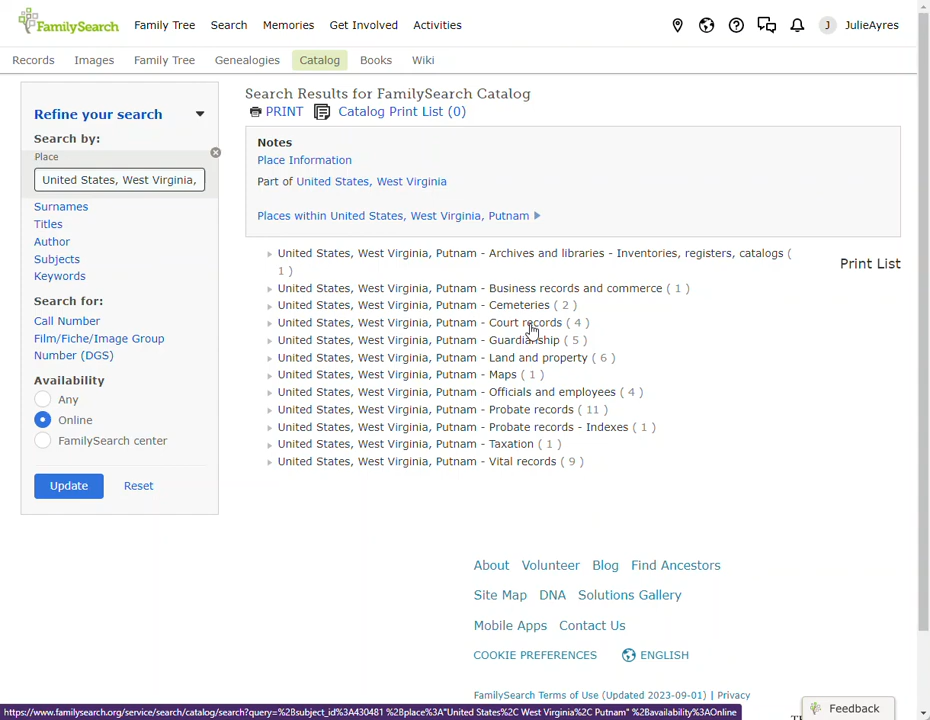 FamilySearch Family Tree Search Memories Get Involved Activities J JulieAyres
Records Images Family Tree Genealogies Catalog Books Wiki
Refine your search
Search by:
Place
United States, West Virginia,
Surnames
Titles
Author
Subjects
Keywords
Search for:
Call Number
Film/Fiche/Image Group
Number (DGS)
Availability
Any
Online
FamilySearch center
Update Reset
Search Results for FamilySearch Catalog
PRINT Catalog Print List (0)
Notes
Place Information
Part of United States, West Virginia
Places within United States, West Virginia, Putnam
United States, West Virginia, Putnam - Archives and libraries - Inventories, registers, catalogs (
1 )
United States, West Virginia, Putnam - Business records and commerce ( 1 )
United States, West Virginia, Putnam - Cemeteries ( 2 )
United States, West Virginia, Putnam - Court records ( 4 )
United States, West Virginia, Putnam - Guardianship ( 5 )
United States, West Virginia, Putnam - Land and property ( 6 )
United States, West Virginia, Putnam - Maps ( 1 )
United States, West Virginia, Putnam - Officials and employees ( 4 )
United States, West Virginia, Putnam - Probate records ( 11 )
United States, West Virginia, Putnam - Probate records - Indexes ( 1 )
United States, West Virginia, Putnam - Taxation ( 1 )
United States, West Virginia, Putnam - Vital records ( 9 )
Print List
About Volunteer Blog Find Ancestors
Site Map DNA Solutions Gallery
Mobile Apps Contact Us
COOKIE PREFERENCES ENGLISH
FamilySearch Terms of Use (Updated 2023-09-01) | Privacy
Feedback
https://www.familysearch.org/service/search/catalog/search?query=%2Bsubject_id%3A430481 %2Bplace%3A"United States%2C West Virginia%2C Putnam" %2Bavailability%3AOnline